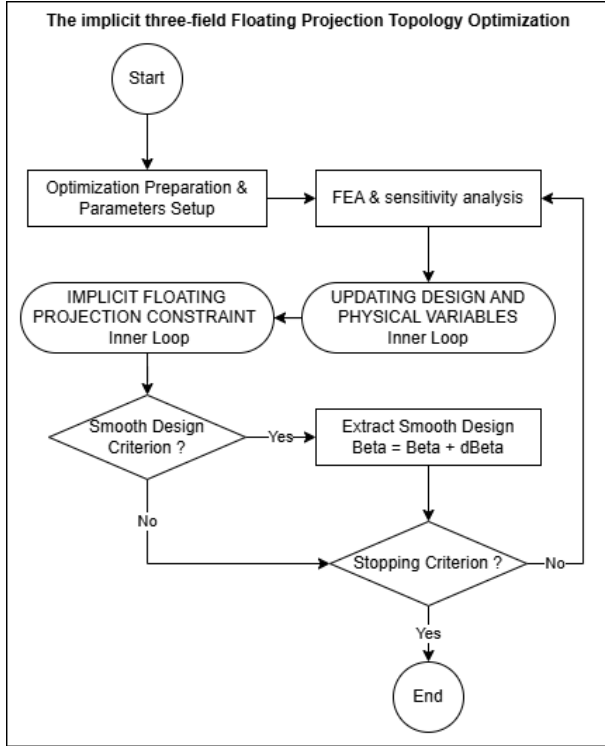 The implicit three-field Floating Projection Topology Optimization
Start
Optimization Preparation &
Parameters Setup
FEA & sensitivity analysis
IMPLICIT FLOATING
PROJECTION CONSTRAINT
Inner Loop
UPDATING DESIGN AND
PHYSICAL VARIABLES
Inner Loop
Smooth Design
Criterion ?
Yes
Extract Smooth Design
Beta = Beta + dBeta
No
Stopping Criterion ?
No
Yes
End